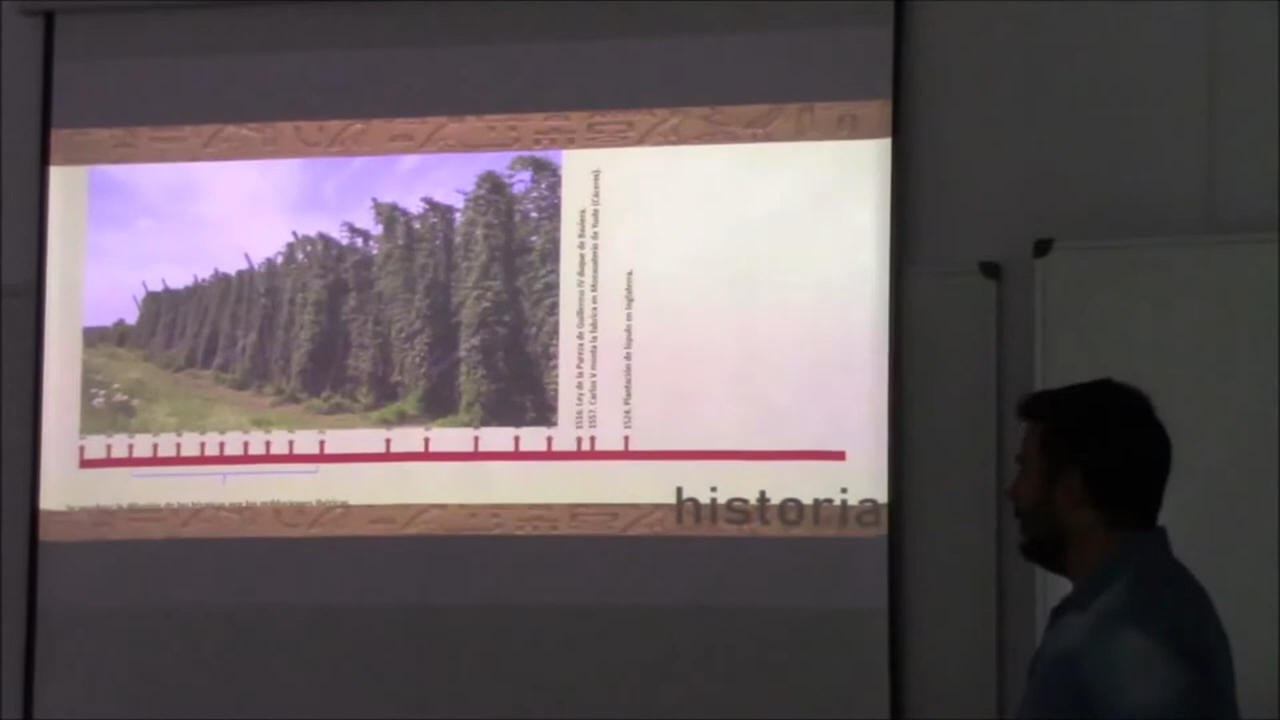 1516. Ley de la Pureza de Guillermo IV duque de Baviera.
1557. Carlos V monta la fabrica en Monasterio de Yuste (Cáceres).
1524. Plantación de lúpulo en Inglaterra.
historia